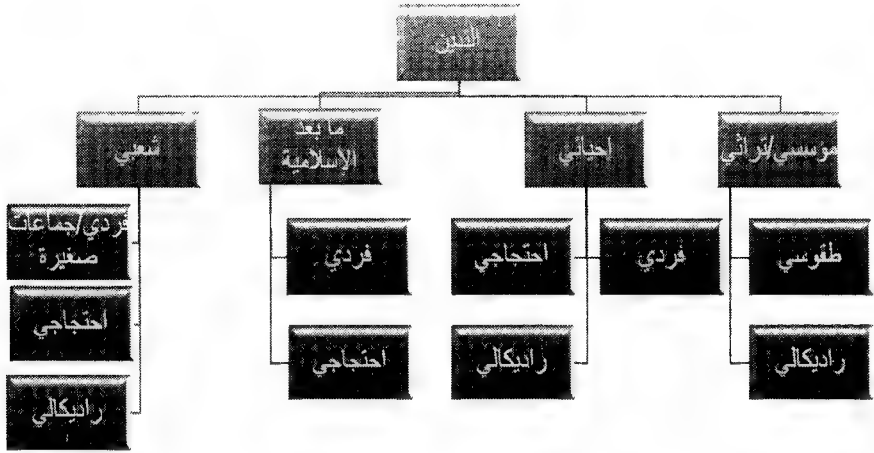 التدين
مؤسسي/تراثي
احيائي
ما بعد
الإسلامية
شعبي
طقوسي
راديكالي
فردي
احتجاجي
راديكالي
فردي
احتجاجي
فردي/جماعات
صغيرة
احتجاجي
راديكالي